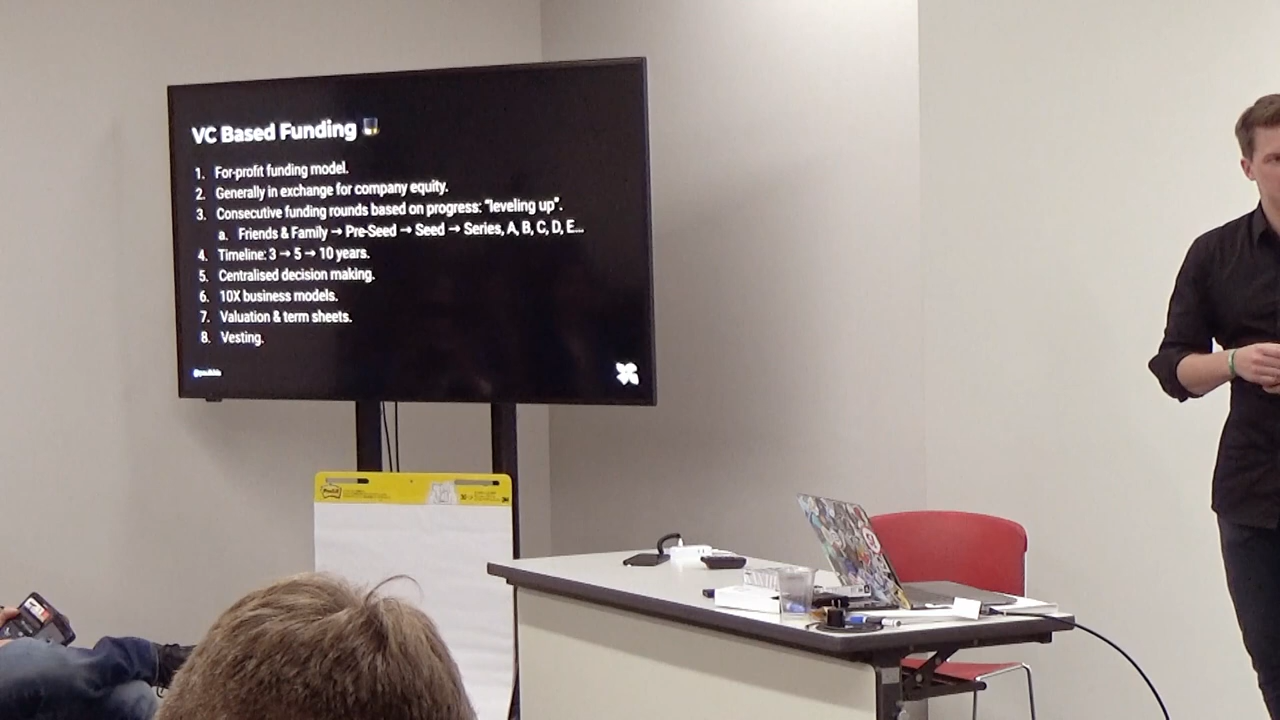 VC Based Funding
1. For-profit funding model.
2. Generally in exchange for company equity.
3. Consecutive funding rounds based on progress: "leveling up".
a. Friends & Family → Pre-Seed → Seed → Series, A, B, C, D, E...
4. Timeline: 3 → 5 → 10 years.
5. Centralised decision making.
6. 10X business models.
7. Valuation & term sheets.
8. Vesting.
Post-it